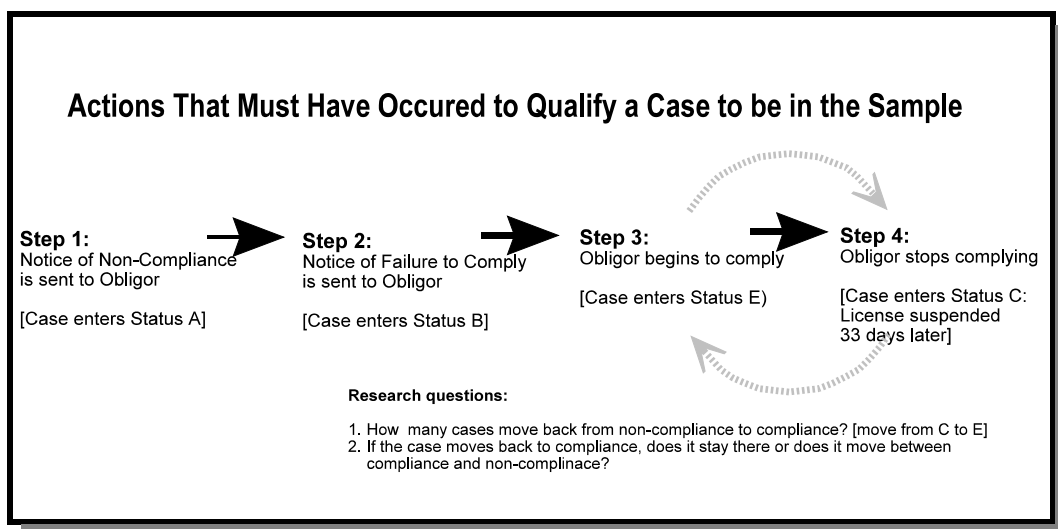 Actions That Must Have Occured to Qualify a Case to be in the Sample
Step 1:
Notice of Non-Compliance
is sent to Obligor
[Case enters Status A]
Step 2:
Notice of Failure to Comply
is sent to Obligor
[Case enters Status B]
Step 3:
Obligor begins to comply
[Case enters Status E)
Step 4:
Obligor stops complying
[Case enters Status C:
License suspended
33 days later]
Research questions:
1. How many cases move back from non-compliance to compliance? [move from C to E]
2. If the case moves back to compliance, does it stay there or does it move between
compliance and non-complinace?